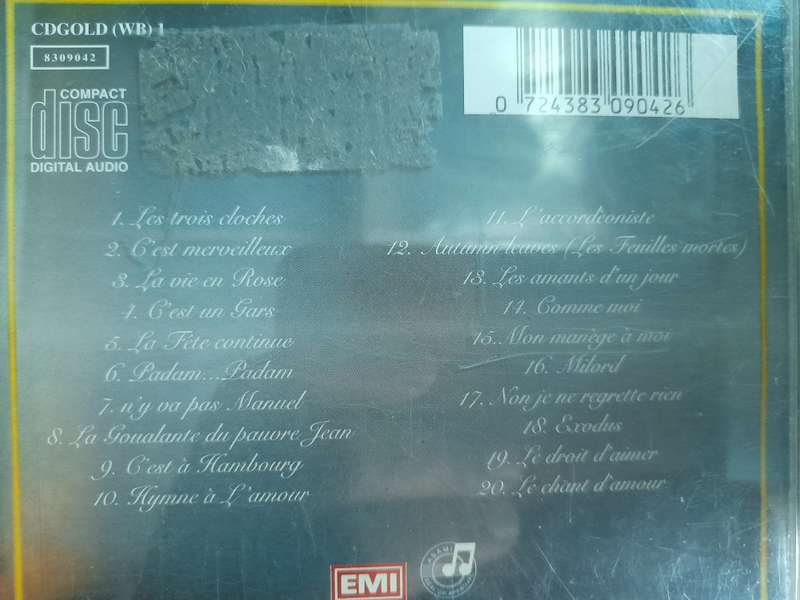 CDGOLD (WB) 1
8309042
COMPACT
disc
DIGITAL AUDIO
0 724383 090426
1. Les trois cloches
2. C'est merveilleux
3. La vie en Rose
4. C'est un Gars
5. La Fête continue
6. Padam...Padam
7. n'y va pas Manuel
8. La Goualante du pauvre Jean
9. C'est à Hambourg
10. Hymne à L'amour
11. L'accordéoniste
12. Autumn leaves (Les Feuilles mortes)
13. Les amants d'un jour
14. Comme moi
15. Mon manège à moi
16. Milord
17. Non je ne regrette rien
18. Exodus
19. Le droit d'aimer
20. Le chant d'amour
EMI